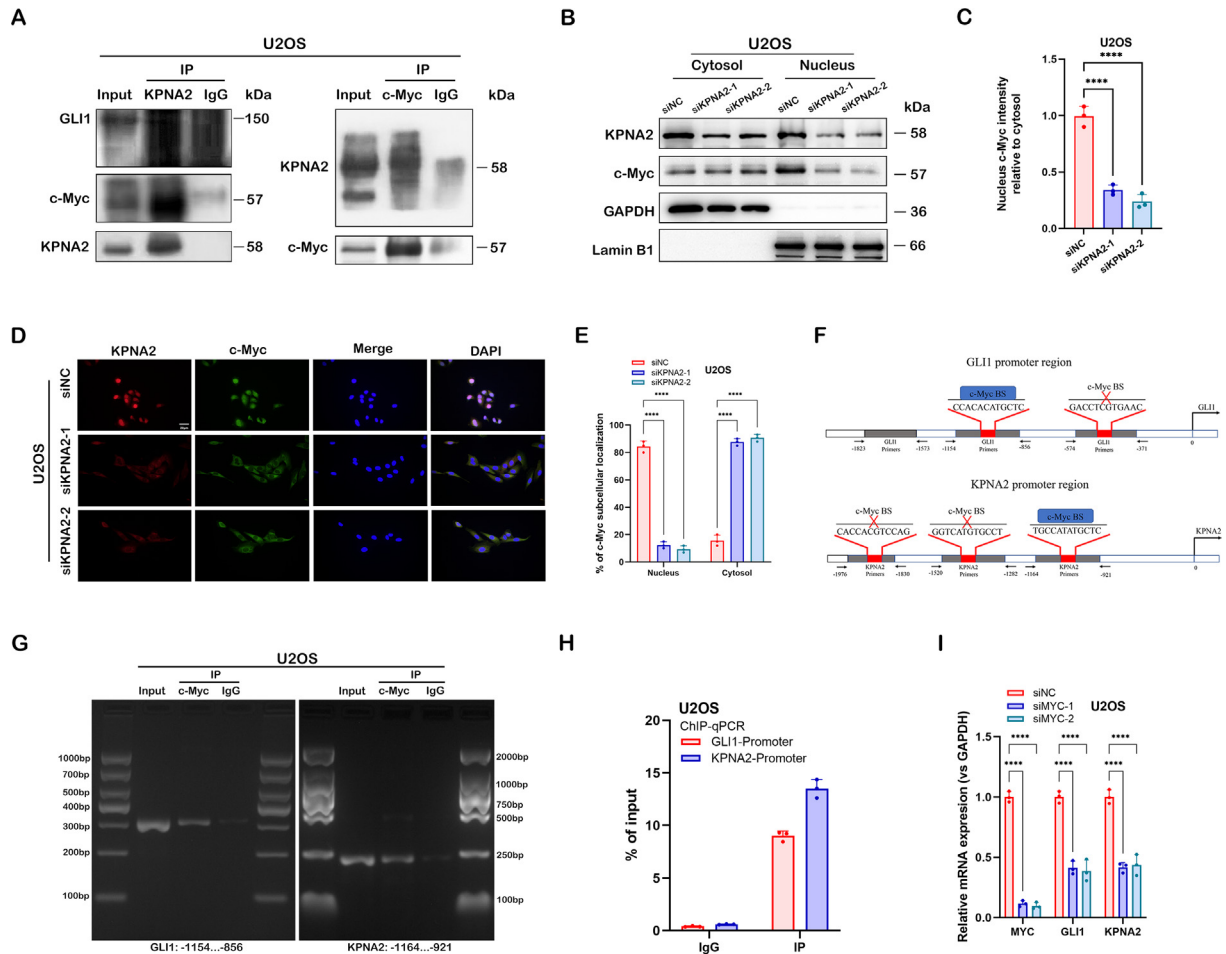 A
U2OS
IP
Input KPNA2 IgG kDa
GLI1 150
c-Myc 57
KPNA2 58
IP
Input c-Myc IgG kDa
KPNA2 58
c-Myc 57
B
U2OS
Cytosol Nucleus
siNC siKPNA2-1 siKPNA2-2 siNC siKPNA2-1 siKPNA2-2 kDa
KPNA2 58
c-Myc 57
GAPDH 36
Lamin B1 66
C
U2OS
Nucleus c-Myc intensity
relative to cytosol
1.5
1.0
0.5
0.0
****
****
siNC
siKPNA2-1
siKPNA2-2
D
KPNA2 c-Myc Merge DAPI
U2OS
siNC
siKPNA2-1
siKPNA2-2
E
siNC
siKPNA2-1
siKPNA2-2
U2OS
% of c-Myc subcellular localization
100
80
60
40
20
0
****
****
****
****
Nucleus Cytosol
F
GLI1 promoter region
c-Myc BS c-Myc BS
CCACACATGCTC GACCTCGTGAAC
GLI1
GLI1 Primers
GLI1 Primers
GLI1 Primers
-1823 -1573 -1154 -856 -574 -371 0
KPNA2 promoter region
c-Myc BS c-Myc BS c-Myc BS
CACCACGTCCAG GGTCATGTGCCT TGCCATATGCTC
KPNA2
KPNA2 Primers
KPNA2 Primers
KPNA2 Primers
-1976 -1830 -1520 -1282 -1164 -921 0
G
U2OS
IP IP
Input c-Myc IgG Input c-Myc IgG
1000bp
700bp
500bp
400bp
300bp
200bp
100bp
2000bp
1000bp
750bp
500bp
250bp
100bp
GLI1: -1154...-856 KPNA2: -1164...-921
H
U2OS
ChIP-qPCR
GLI1-Promoter
KPNA2-Promoter
% of input
20
15
10
5
0
IgG IP
I
siNC
siMYC-1
siMYC-2
U2OS
Relative mRNA expresion (vs GAPDH)
1.5
1.0
0.5
0.0
**** **** ****
**** **** ****
MYC GLI1 KPNA2